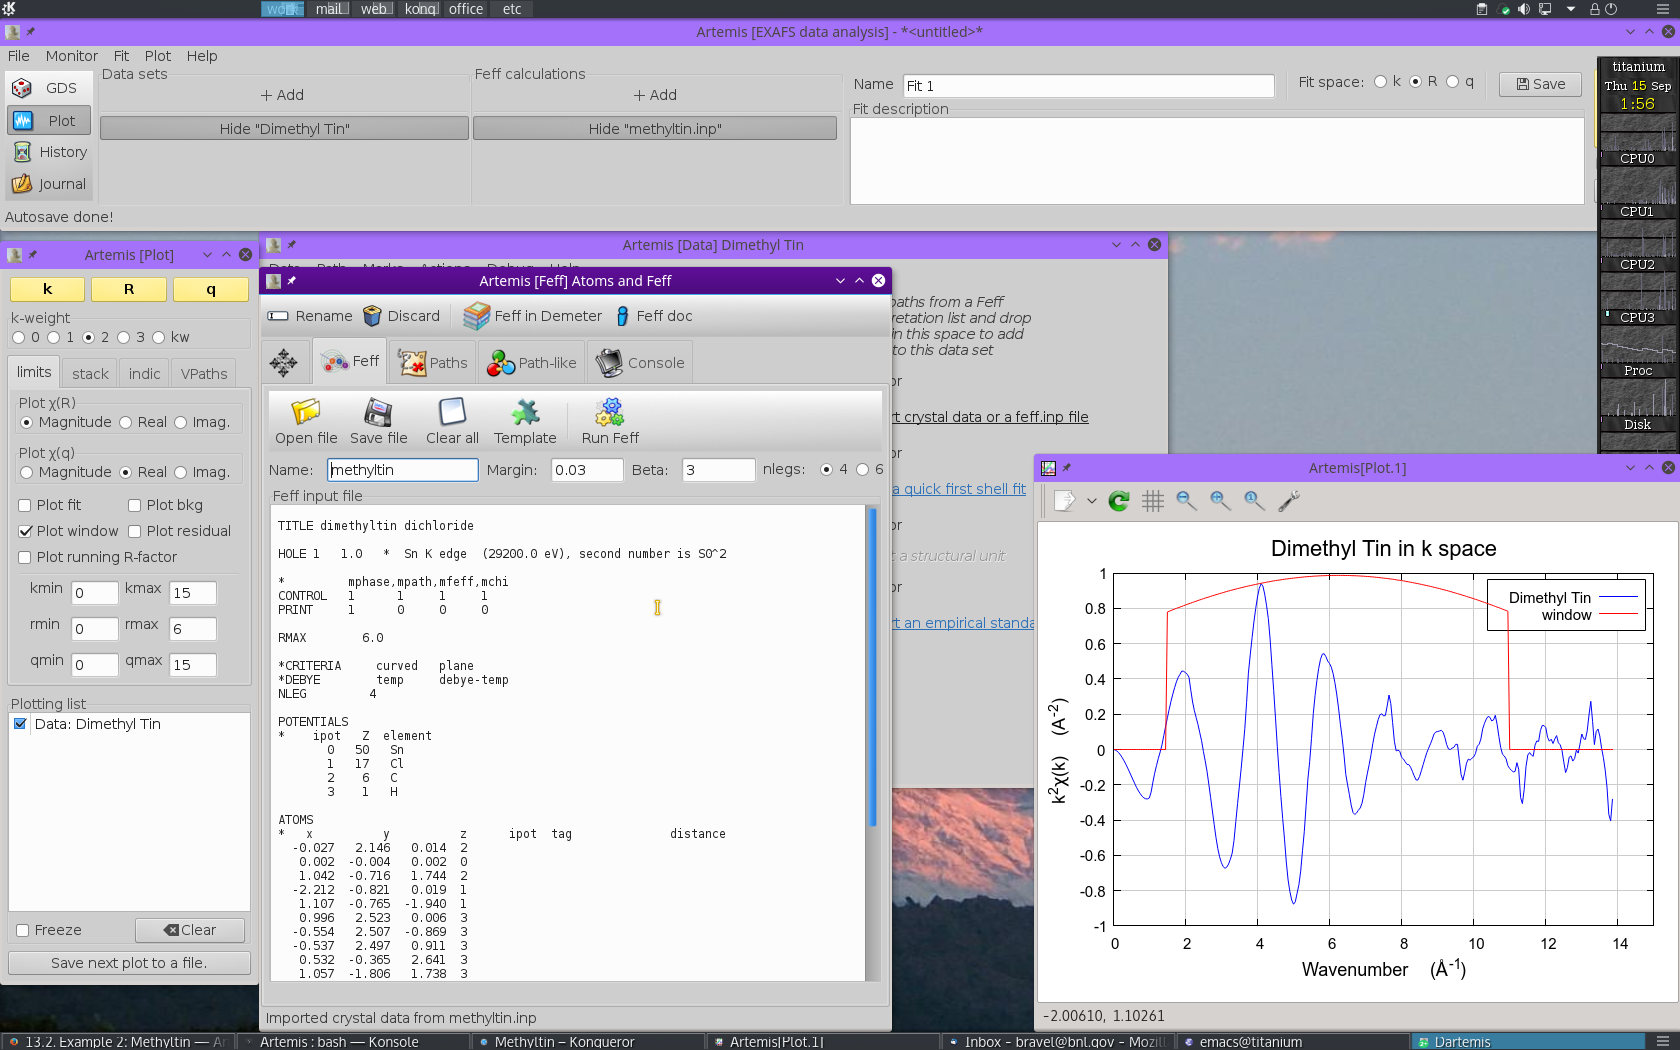 work mail web konq office etc
Artemis [EXAFS data analysis] - *<untitled>*
File Monitor Fit Plot Help
GDS
Plot
History
Journal
Data sets
+ Add
Hide "Dimethyl Tin"
Feff calculations
+ Add
Hide "methyltin.inp"
Name Fit 1
Fit space: k R q
Save
Fit description
Autosave done!
titanium
Thu 15 Sep
1:56
CPU0
CPU1
CPU2
CPU3
Proc
Disk
Artemis [Plot]
k R q
k-weight
0 1 2 3 kw
limits stack indic VPaths
Plot χ(R)
Magnitude Real Imag.
Plot χ(q)
Magnitude Real Imag.
Plot fit Plot bkg
Plot window Plot residual
Plot running R-factor
kmin 0 kmax 15
rmin 0 rmax 6
qmin 0 qmax 15
Plotting list
Data: Dimethyl Tin
Freeze Clear
Save next plot to a file.
Artemis [Data] Dimethyl Tin
aths from a Feff
retation list and drop
in this space to add
to this data set
or
rt crystal data or a feff.inp file
or
a quick first shell fit
or
t a structural unit
or
rt an empirical standa
Artemis [Feff] Atoms and Feff
Rename Discard Feff in Demeter Feff doc
Feff Paths Path-like Console
Open file Save file Clear all Template Run Feff
Name: methyltin Margin: 0.03 Beta: 3 nlegs: 4 6
Feff input file
TITLE dimethyltin dichloride
HOLE 1 1.0 * Sn K edge (29200.0 eV), second number is S0^2
* mphase,mpath,mfeff,mchi
CONTROL 1 1 1 1
PRINT 1 0 0 0
RMAX 6.0
*CRITERIA curved plane
*DEBYE temp debye-temp
NLEG 4
POTENTIALS
* ipot Z element
0 50 Sn
1 17 Cl
2 6 C
3 1 H
ATOMS
* x y z ipot tag distance
-0.027 2.146 0.014 2
0.002 -0.004 0.002 0
1.042 -0.716 1.744 2
-2.212 -0.821 0.019 1
1.107 -0.765 -1.940 1
0.996 2.523 0.006 3
-0.554 2.507 -0.869 3
-0.537 2.497 0.911 3
0.532 -0.365 2.641 3
1.057 -1.806 1.738 3
Imported crystal data from methyltin.inp
Artemis[Plot.1]
Dimethyl Tin in k space
Dimethyl Tin
window
1
0.8
0.6
0.4
0.2
0
-0.2
-0.4
-0.6
-0.8
-1
k²χ(k) (Å⁻²)
0 2 4 6 8 10 12 14
Wavenumber (Å⁻¹)
-2.00610, 1.10261
13.2. Example 2: Methyltin — Ar
Artemis : bash — Konsole
Methyltin – Konqueror
Artemis[Plot.1]
Inbox - bravel@bnl.gov - Mozill
emacs@titanium
Dartemis